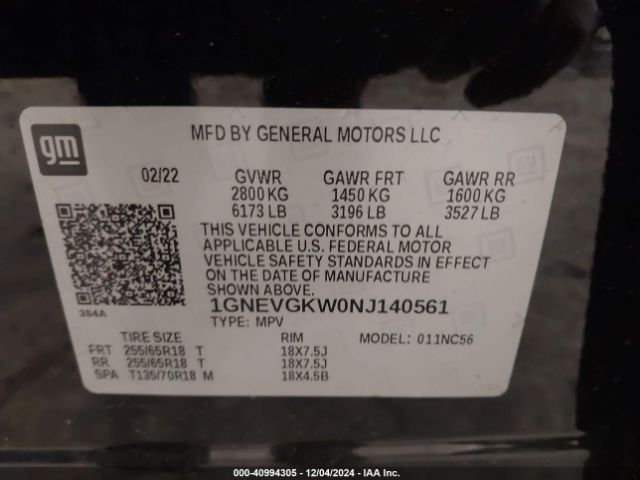 gm
MFD BY GENERAL MOTORS LLC
02/22 GVWR GAWR FRT GAWR RR
2800 KG 1450 KG 1600 KG
6173 LB 3196 LB 3527 LB
THIS VEHICLE CONFORMS TO ALL
APPLICABLE U.S. FEDERAL MOTOR
VEHICLE SAFETY STANDARDS IN EFFECT
ON THE DATE OF MANUFACTURE
SHOWN ABOVE.
384A
1GNEVGKW0NJ140561
TYPE: MPV
TIRE SIZE RIM MODEL: 011NC56
FRT 255/65R18 T 18X7.5J
RR 255/65R18 T 18X7.5J
SPA T135/70R18 M 18X4.5B
000-40994305 - 12/04/2024 - IAA Inc.